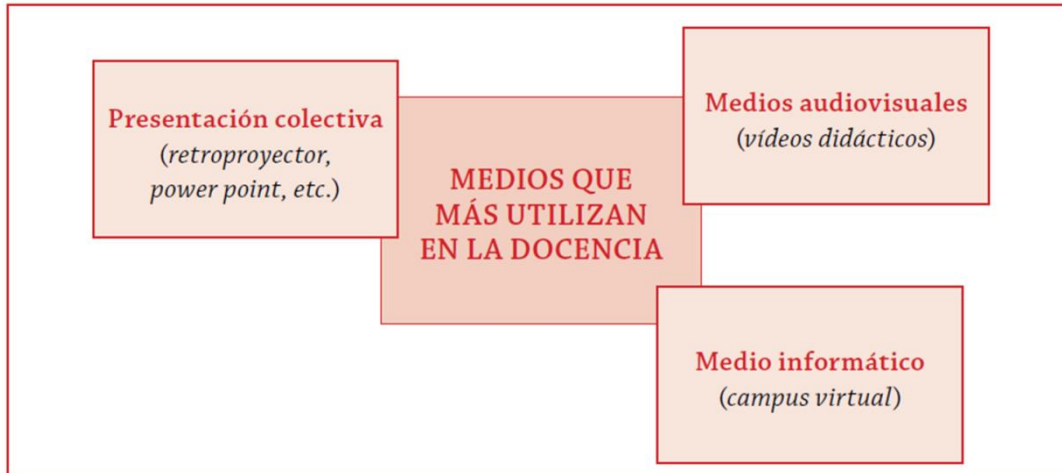 Presentación colectiva
(retroproyector,
power point, etc.)
MEDIOS QUE
MÁS UTILIZAN
EN LA DOCENCIA
Medios audiovisuales
(vídeos didácticos)
Medio informático
(campus virtual)